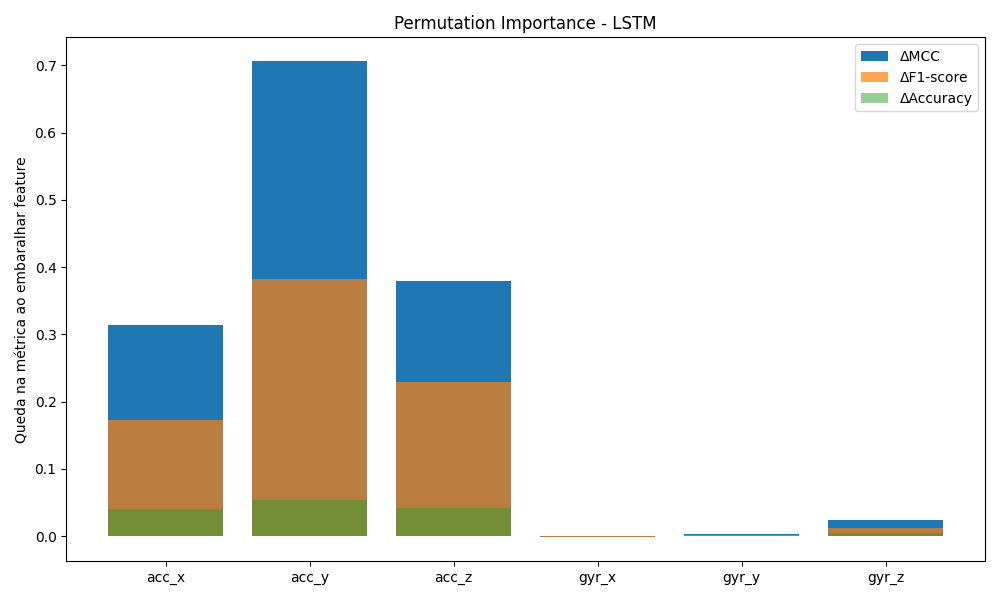 Permutation Importance - LSTM
ΔMCC
ΔF1-score
ΔAccuracy
Queda na métrica ao embaralhar feature
0.7
0.6
0.5
0.4
0.3
0.2
0.1
0.0
acc_x acc_y acc_z gyr_x gyr_y gyr_z